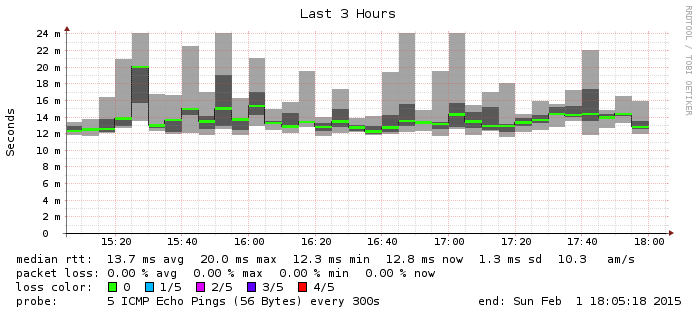 Last 3 Hours
RRDTOOL / TOBI OETIKER
Seconds
24 m
22 m
20 m
18 m
16 m
14 m
12 m
10 m
8 m
6 m
4 m
2 m
0
15:20 15:40 16:00 16:20 16:40 17:00 17:20 17:40 18:00
median rtt: 13.7 ms avg 20.0 ms max 12.3 ms min 12.8 ms now 1.3 ms sd 10.3 am/s
packet loss: 0.00 % avg 0.00 % max 0.00 % min 0.00 % now
loss color: 0 1/5 2/5 3/5 4/5
probe: 5 ICMP Echo Pings (56 Bytes) every 300s end: Sun Feb 1 18:05:18 2015